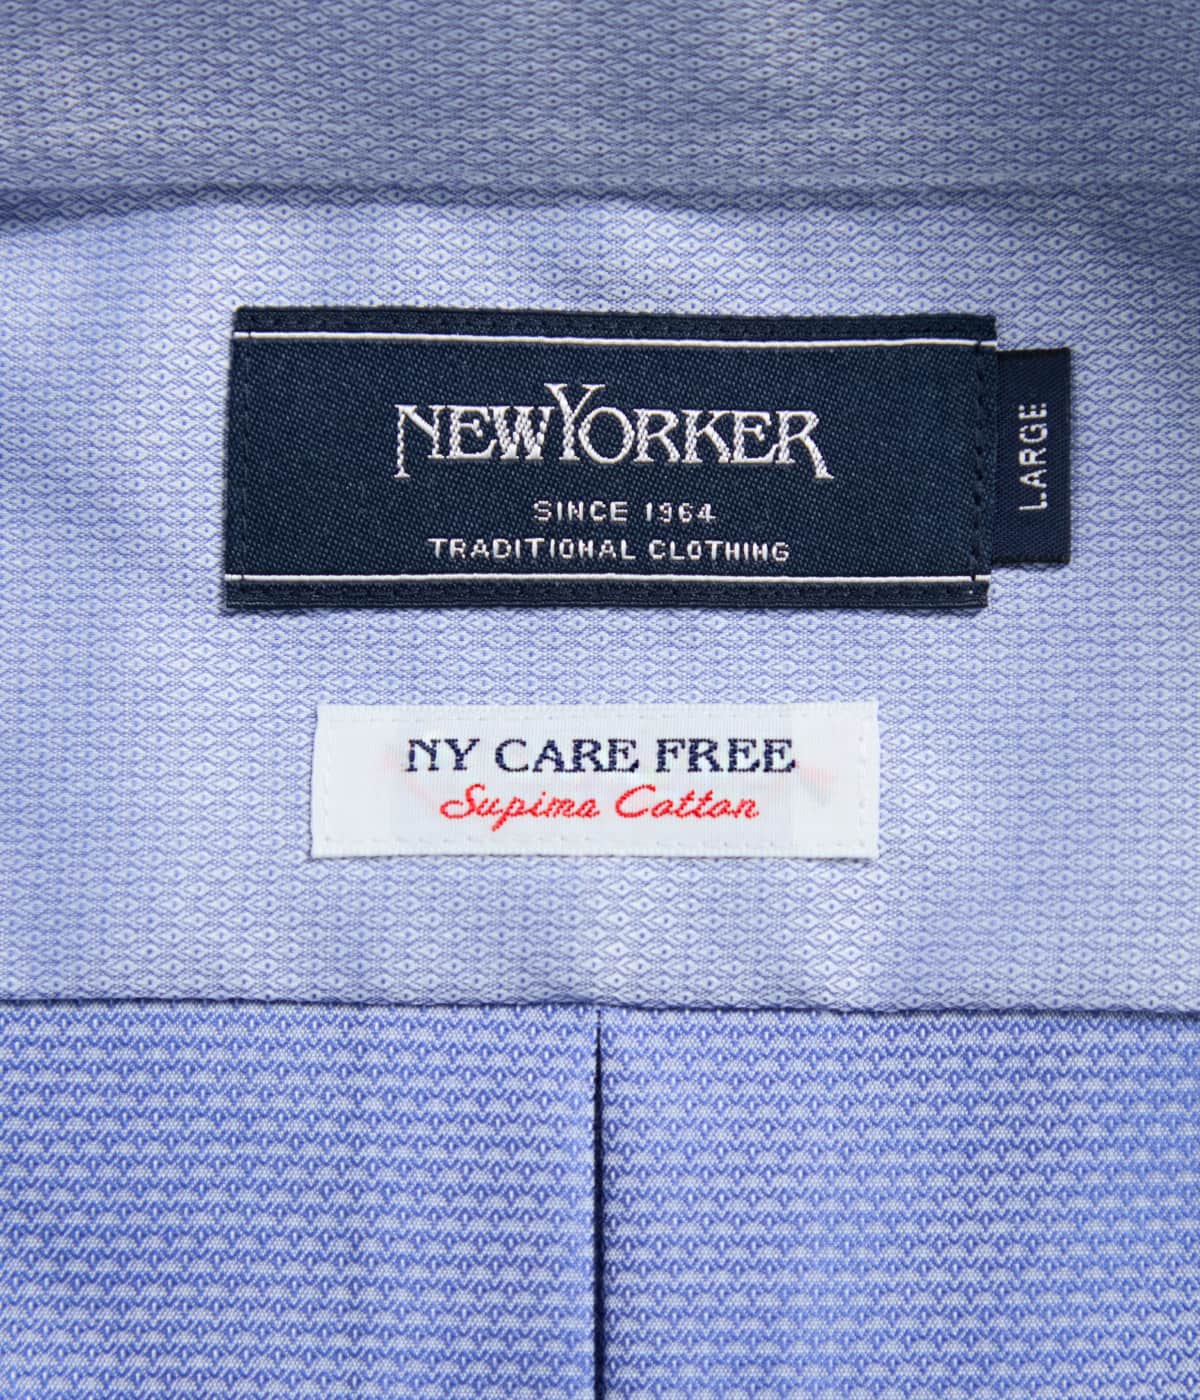 NEWYORKER
SINCE 1964
TRADITIONAL CLOTHING
LARGE
NY CARE FREE
Supima Cotton